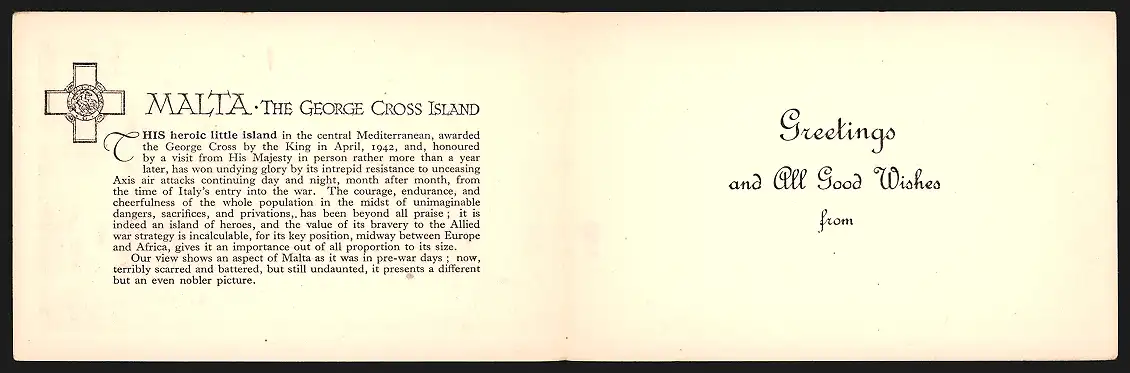 MALTA · THE GEORGE CROSS ISLAND
THIS heroic little island in the central Mediterranean, awarded
the George Cross by the King in April, 1942, and, honoured
by a visit from His Majesty in person rather more than a year
later, has won undying glory by its intrepid resistance to unceasing
Axis air attacks continuing day and night, month after month, from
the time of Italy's entry into the war. The courage, endurance, and
cheerfulness of the whole population in the midst of unimaginable
dangers, sacrifices, and privations,. has been beyond all praise ; it is
indeed an island of heroes, and the value of its bravery to the Allied
war strategy is incalculable, for its key position, midway between Europe
and Africa, gives it an importance out of all proportion to its size.
Our view shows an aspect of Malta as it was in pre-war days ; now,
terribly scarred and battered, but still undaunted, it presents a different
but an even nobler picture.
Greetings
and All Good Wishes
from